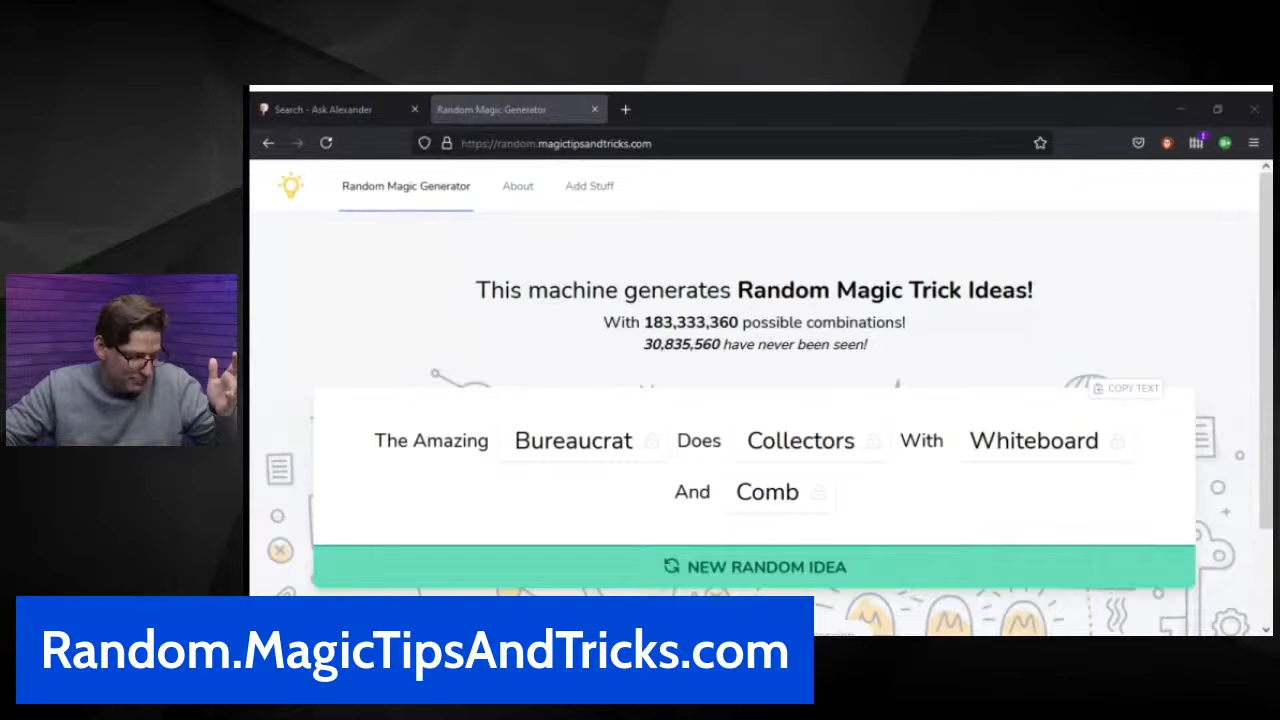 Search - Ask Alexander
Random Magic Generator
https://random.magictipsandtricks.com
Random Magic Generator About Add Stuff
This machine generates Random Magic Trick Ideas!
With 183,333,360 possible combinations!
30,835,560 have never been seen!
COPY TEXT
The Amazing Bureaucrat Does Collectors With Whiteboard
And Comb
NEW RANDOM IDEA
Random.MagicTipsAndTricks.com